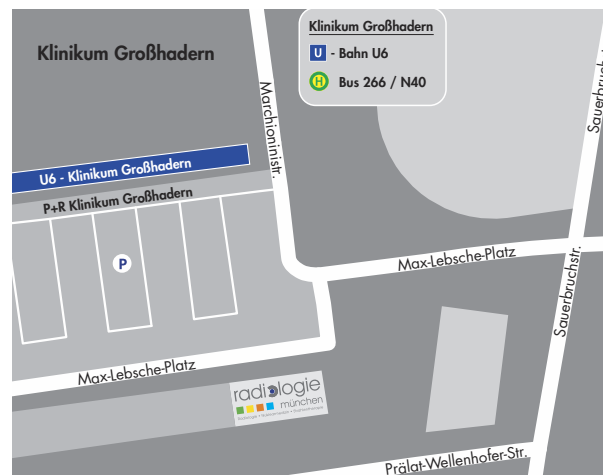 Klinikum Großhadern
Klinikum Großhadern
U - Bahn U6
H Bus 266 / N40
Marchioninistr.
Sauerbruchstr.
U6 - Klinikum Großhadern
P+R Klinikum Großhadern
P
Max-Lebsche-Platz
Sauerbruchstr.
Max-Lebsche-Platz
radiologie
münchen
Prälat-Wellenhofer-Str.